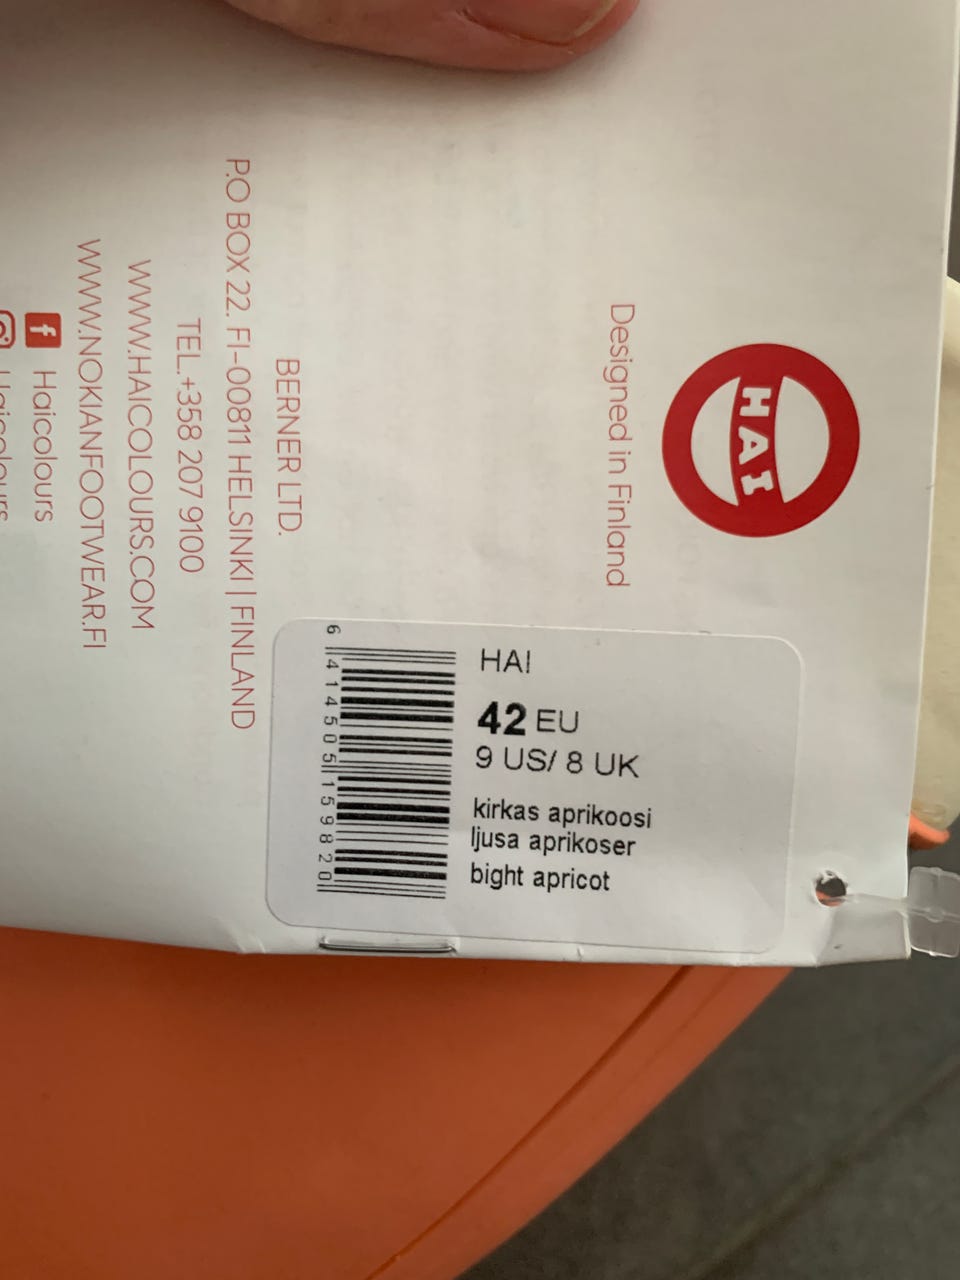 HAI
Designed in Finland
BERNER LTD.
P.O BOX 22. FI-00811 HELSINKI | FINLAND
TEL.+358 207 9100
WWW.HAICOLOURS.COM
WWW.NOKIANFOOTWEAR.FI
f Haicolours
Haicolours
HAI
42 EU
9 US/ 8 UK
kirkas aprikoosi
ljusa aprikoser
bight apricot
6 414505 159820